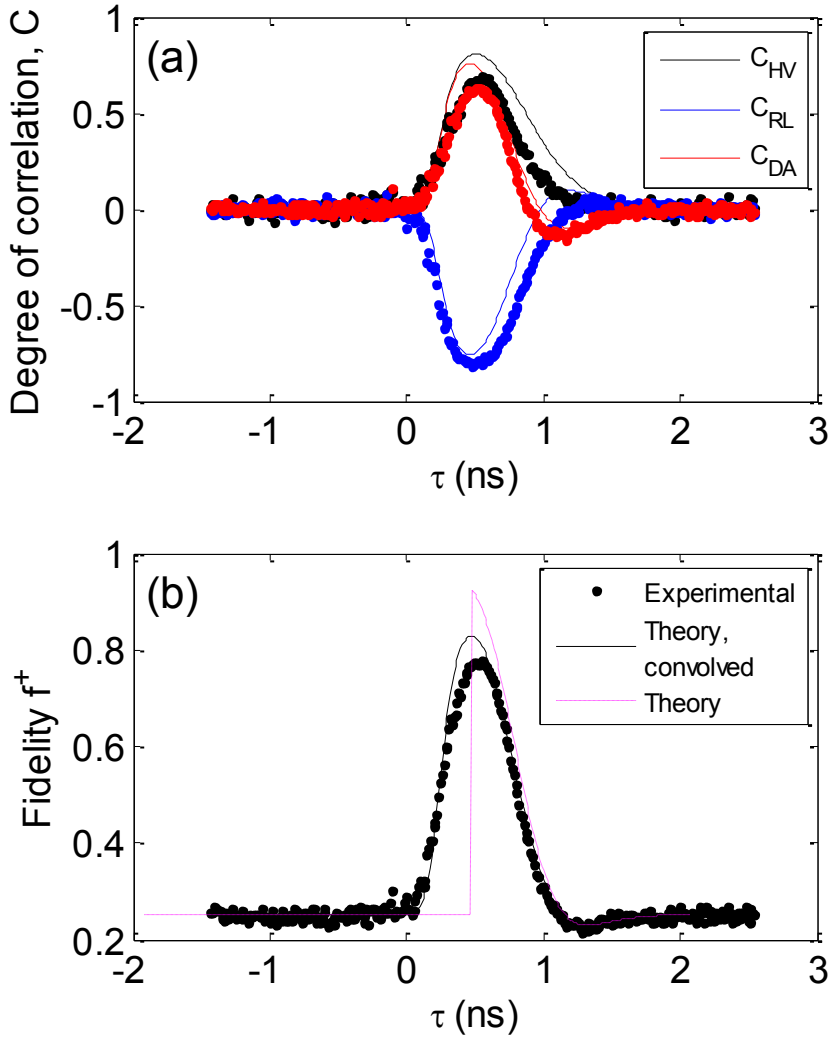 (a)
Degree of correlation, C
1
0.5
0
-0.5
-1
C_HV
C_RL
C_DA
-2
-1
0
1
2
3
τ (ns)
(b)
Fidelity f⁺
1
0.8
0.6
0.4
0.2
Experimental
Theory,
convolved
Theory
-2
-1
0
1
2
3
τ (ns)